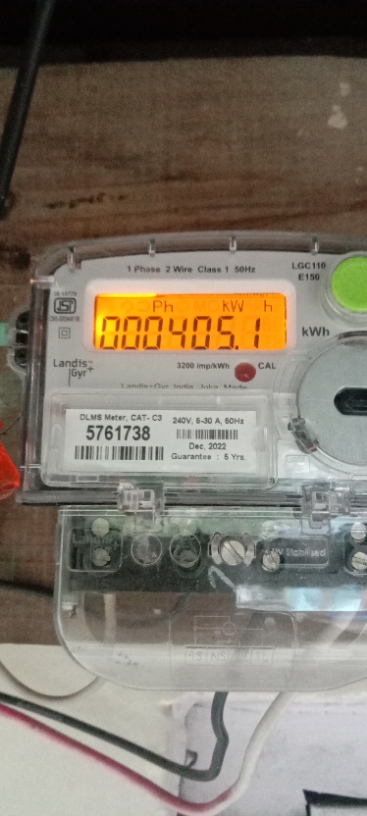 1 Phase 2 Wire Class 1 50Hz
LGC110
E150
Ph kW h
000405.1
kWh
Landis
Gyr+
3200 imp/kWh
CAL
DLMS Meter, CAT- C3
5761738
240V, 5-30 A, 50Hz
Dec, 2022
Guarantee : 5 Yrs.